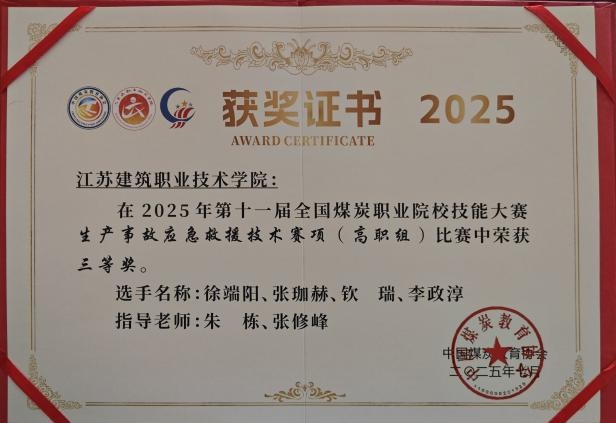 获奖证书 2025
AWARD CERTIFICATE
江苏建筑职业技术学院：
在 2025 年第十一届全国煤炭职业院校技能大赛
生产事故应急救援技术赛项（高职组）比赛中荣获
三等奖。
选手名称：徐端阳、张珈赫、钦　瑞、李政淳
指导老师：朱　栋、张修峰
中国煤炭教育协会
二〇二五年七月